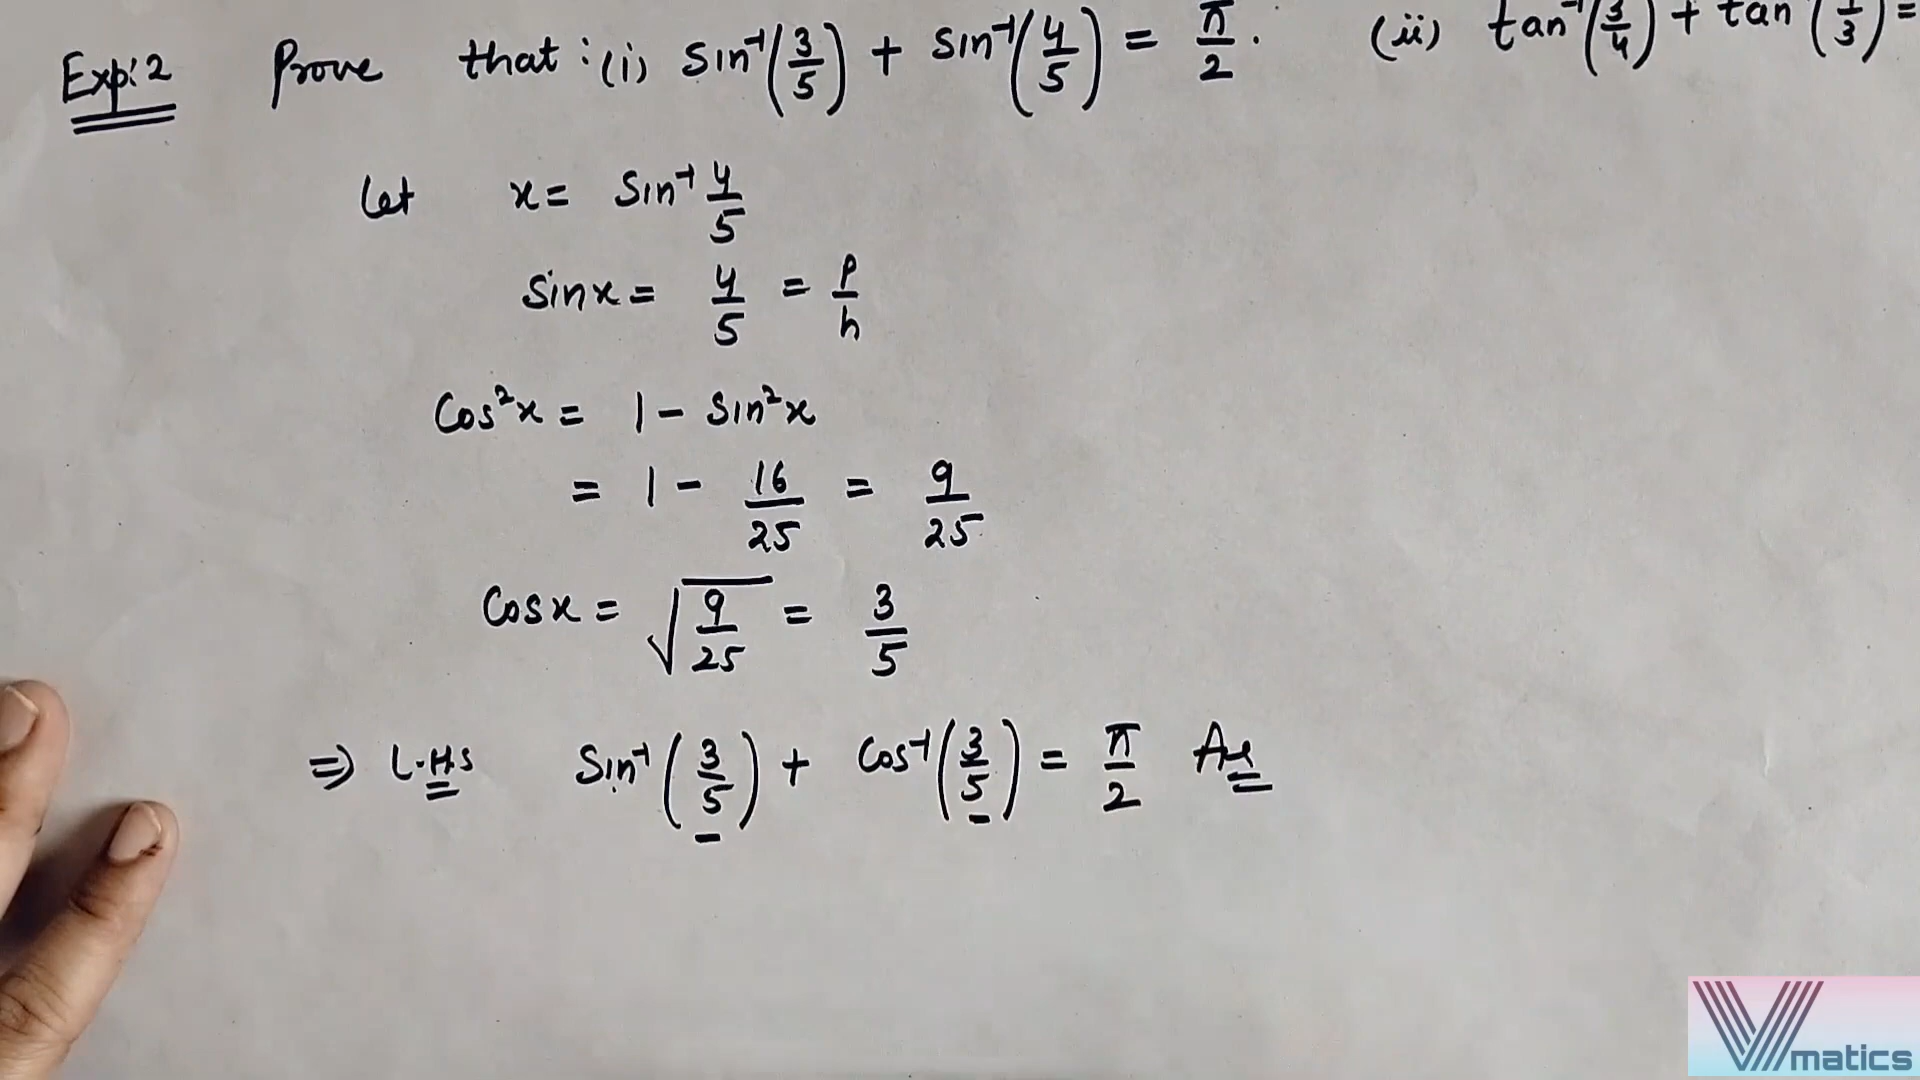 Exp:2 Prove that : (i) sin⁻¹(3/5) + sin⁻¹(4/5) = π/2. (ii) tan⁻¹(3/4) + tan (1/3) =
Let x = sin⁻¹ 4/5
sinx = 4/5 = p/h
Cos²x = 1 - sin²x
= 1 - 16/25 = 9/25
Cosx = √(9/25) = 3/5
⇒ L.H.S Sin⁻¹(3/5) + Cos⁻¹(3/5) = π/2 Ans
Vmatics